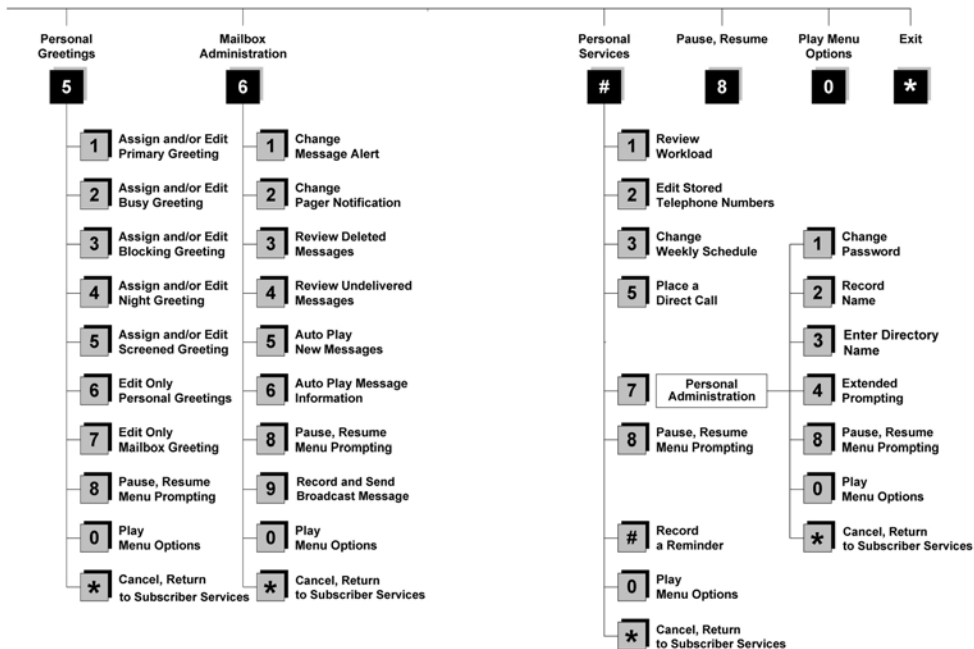 Personal
Greetings
5
1 Assign and/or Edit
Primary Greeting
2 Assign and/or Edit
Busy Greeting
3 Assign and/or Edit
Blocking Greeting
4 Assign and/or Edit
Night Greeting
5 Assign and/or Edit
Screened Greeting
6 Edit Only
Personal Greetings
7 Edit Only
Mailbox Greeting
8 Pause, Resume
Menu Prompting
0 Play
Menu Options
* Cancel, Return
to Subscriber Services
Mailbox
Administration
6
1 Change
Message Alert
2 Change
Pager Notification
3 Review Deleted
Messages
4 Review Undelivered
Messages
5 Auto Play
New Messages
6 Auto Play Message
Information
8 Pause, Resume
Menu Prompting
9 Record and Send
Broadcast Message
0 Play
Menu Options
* Cancel, Return
to Subscriber Services
Personal
Services
#
1 Review
Workload
2 Edit Stored
Telephone Numbers
3 Change
Weekly Schedule
5 Place a
Direct Call
7 Personal
Administration
8 Pause, Resume
Menu Prompting
# Record
a Reminder
0 Play
Menu Options
* Cancel, Return
to Subscriber Services
1 Change
Password
2 Record
Name
3 Enter Directory
Name
4 Extended
Prompting
8 Pause, Resume
Menu Prompting
0 Play
Menu Options
* Cancel, Return
to Subscriber Services
Pause, Resume
8
Play Menu
Options
0
Exit
*